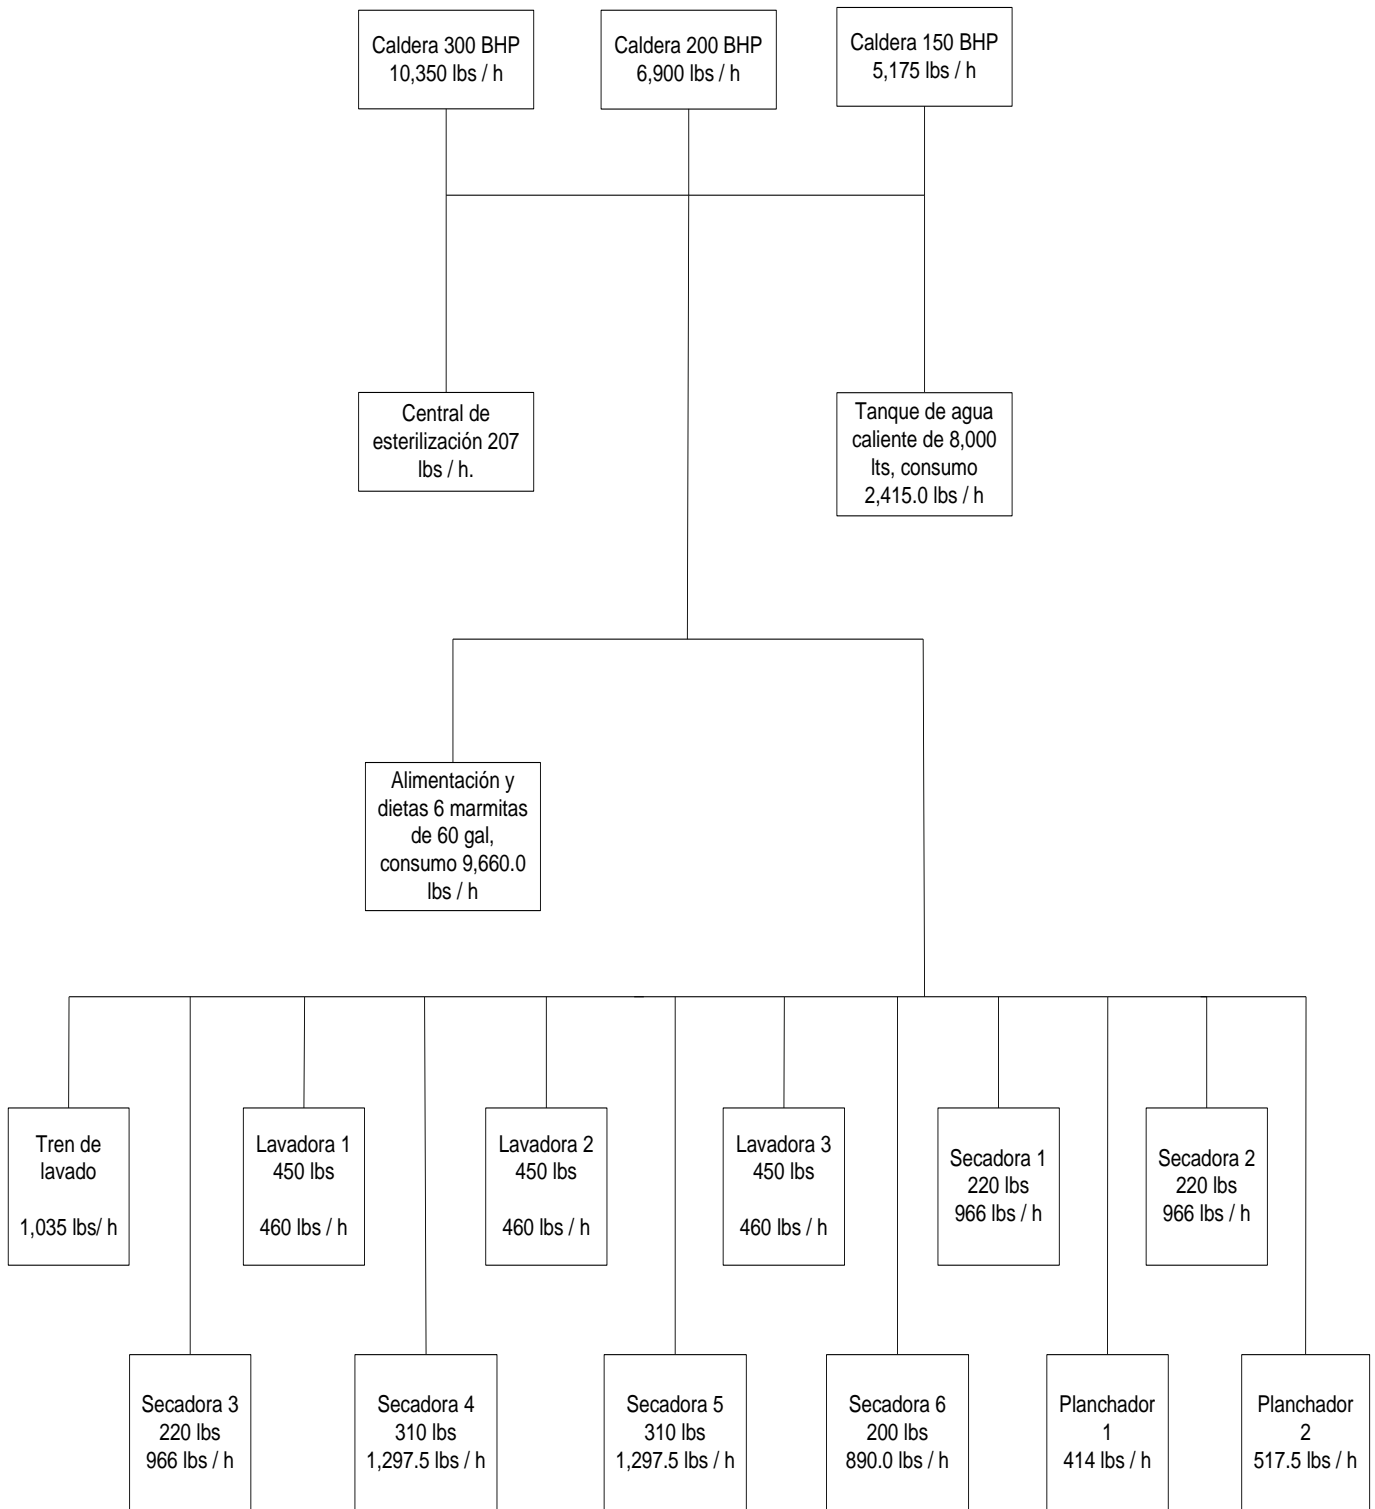 Caldera 300 BHP
10,350 lbs / h
Caldera 200 BHP
6,900 lbs / h
Caldera 150 BHP
5,175 lbs / h
Central de
esterilización 207
lbs / h.
Tanque de agua
caliente de 8,000
lts, consumo
2,415.0 lbs / h
Alimentación y
dietas 6 marmitas
de 60 gal,
consumo 9,660.0
lbs / h
Tren de
lavado
1,035 lbs/ h
Lavadora 1
450 lbs
460 lbs / h
Lavadora 2
450 lbs
460 lbs / h
Lavadora 3
450 lbs
460 lbs / h
Secadora 1
220 lbs
966 lbs / h
Secadora 2
220 lbs
966 lbs / h
Secadora 3
220 lbs
966 lbs / h
Secadora 4
310 lbs
1,297.5 lbs / h
Secadora 5
310 lbs
1,297.5 lbs / h
Secadora 6
200 lbs
890.0 lbs / h
Planchador
1
414 lbs / h
Planchador
2
517.5 lbs / h